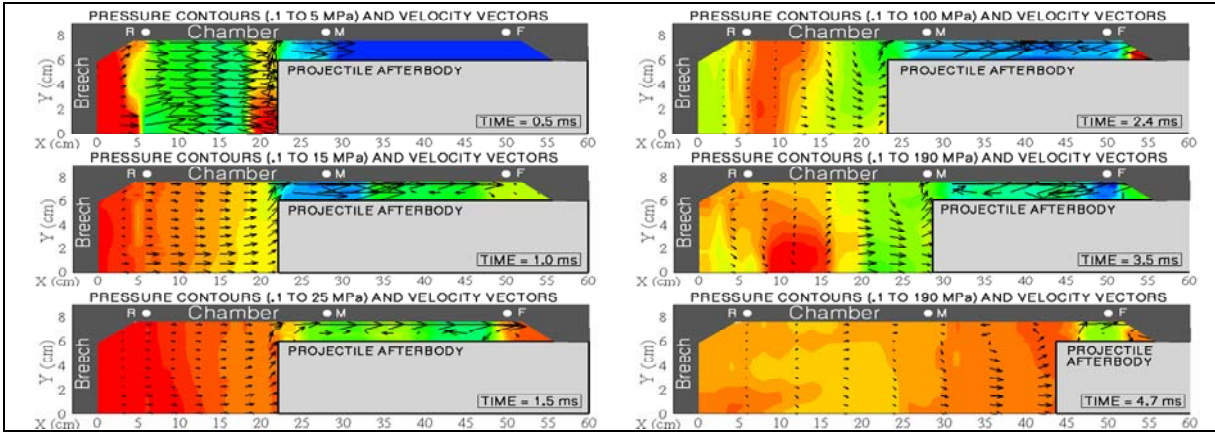 PRESSURE CONTOURS (.1 TO 5 MPa) AND VELOCITY VECTORS
8 R Chamber M F
6
4
2
0
Y (cm)
Breech
PROJECTILE AFTERBODY
TIME = 0.5 ms
X (cm) 0 5 10 15 20 25 30 35 40 45 50 55 60
PRESSURE CONTOURS (.1 TO 15 MPa) AND VELOCITY VECTORS
8 R Chamber M F
6
4
2
0
Y (cm)
Breech
PROJECTILE AFTERBODY
TIME = 1.0 ms
X (cm) 0 5 10 15 20 25 30 35 40 45 50 55 60
PRESSURE CONTOURS (.1 TO 25 MPa) AND VELOCITY VECTORS
8 R Chamber M F
6
4
2
0
Y (cm)
Breech
PROJECTILE AFTERBODY
TIME = 1.5 ms
X (cm) 0 5 10 15 20 25 30 35 40 45 50 55 60
PRESSURE CONTOURS (.1 TO 100 MPa) AND VELOCITY VECTORS
8 R Chamber M F
6
4
2
0
Y (cm)
Breech
PROJECTILE AFTERBODY
TIME = 2.4 ms
X (cm) 0 5 10 15 20 25 30 35 40 45 50 55 60
PRESSURE CONTOURS (.1 TO 190 MPa) AND VELOCITY VECTORS
8 R Chamber M F
6
4
2
0
Y (cm)
Breech
PROJECTILE AFTERBODY
TIME = 3.5 ms
X (cm) 0 5 10 15 20 25 30 35 40 45 50 55 60
PRESSURE CONTOURS (.1 TO 190 MPa) AND VELOCITY VECTORS
8 R Chamber M F
6
4
2
0
Y (cm)
Breech
PROJECTILE
AFTERBODY
TIME = 4.7 ms
X (cm) 0 5 10 15 20 25 30 35 40 45 50 55 60